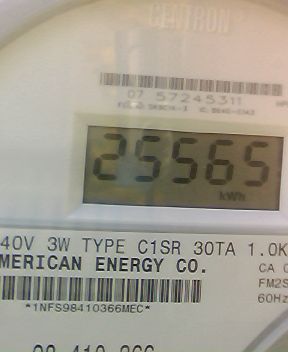 CENTRON
07 57245311
25565
kWh
40V 3W TYPE C1SR 30TA 1.0K
MERICAN ENERGY CO.
CA
FM2S
60Hz
*1NFS98410366MEC*